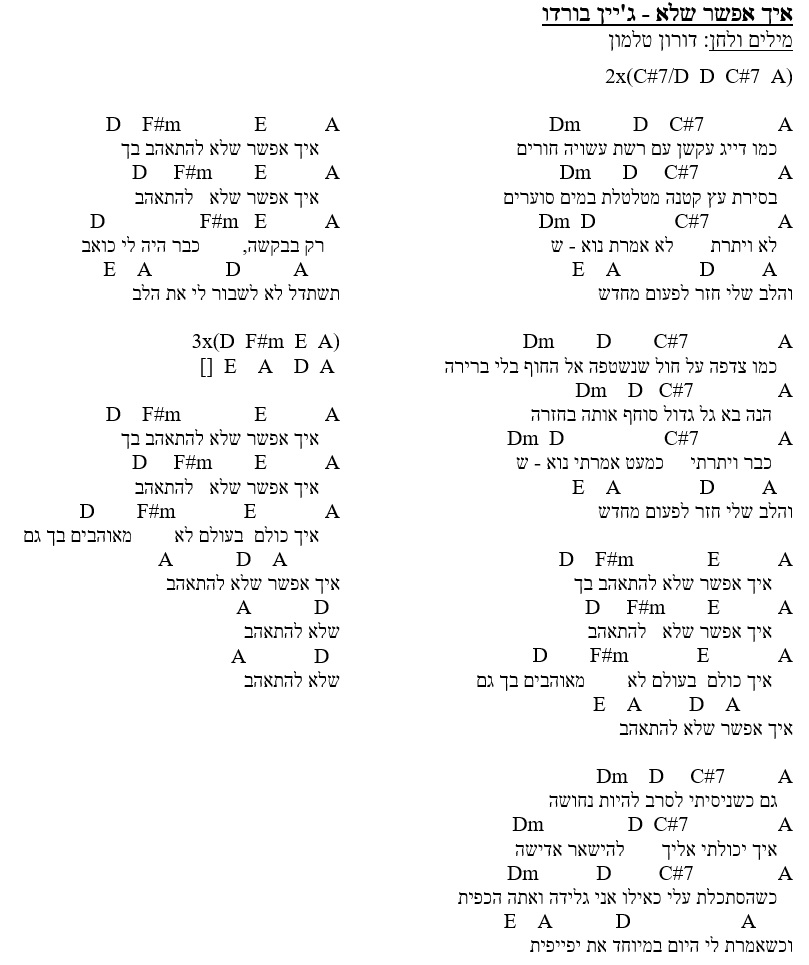 איך אפשר שלא - ג'יין בורדו
מילים ולחן: דורון טלמון
2x(C#7/D D C#7 A)
Dm D C#7 A
כמו דייג עקשן עם רשת עשויה חורים
Dm D C#7 A
בסירת עץ קטנה מטלטלת במים סוערים
Dm D C#7 A
לא ויתרת לא אמרת נוא - ש
E A D A
והלב שלי חזר לפעום מחדש
Dm D C#7 A
כמו צדפה על חול שנשטפה אל החוף בלי ברירה
Dm D C#7 A
הנה בא גל גדול סוחף אותה בחזרה
Dm D C#7 A
כבר ויתרתי כמעט אמרתי נוא - ש
E A D A
והלב שלי חזר לפעום מחדש
D F#m E A
איך אפשר שלא להתאהב בך
D F#m E A
איך אפשר שלא להתאהב
D F#m E A
איך כולם בעולם לא מאוהבים בך גם
E A D A
איך אפשר שלא להתאהב
Dm D C#7 A
גם כשניסיתי לסרב להיות נחושה
Dm D C#7 A
איך יכולתי אליך להישאר אדישה
Dm D C#7 A
כשהסתכלת עלי כאילו אני גלידה ואתה הכפית
E A D A
וכשאמרת לי היום במיוחד את יפייפית
D F#m E A
איך אפשר שלא להתאהב בך
D F#m E A
איך אפשר שלא להתאהב
D F#m E A
רק בבקשה, כבר היה לי כואב
E A D A
תשתדל לא לשבור לי את הלב
3x(D F#m E A)
[] E A D A
D F#m E A
איך אפשר שלא להתאהב בך
D F#m E A
איך אפשר שלא להתאהב
D F#m E A
איך כולם בעולם לא מאוהבים בך גם
A D A
איך אפשר שלא להתאהב
A D
שלא להתאהב
A D
שלא להתאהב